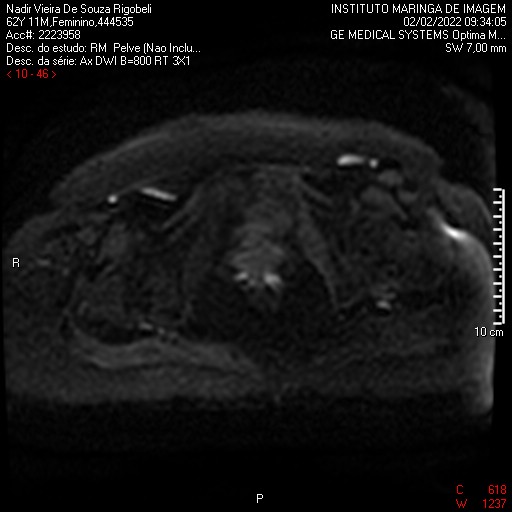 Nadir Vieira De Souza Rigobeli
62Y 11M,Feminino,444535
Acc#: 2223958
Desc. do estudo: RM  Pelve (Nao Inclu...
Desc. da série: Ax DWI B=800 RT 3X1
< 10 - 46 >
INSTITUTO MARINGA DE IMAGEM
02/02/2022 09:34:05
GE MEDICAL SYSTEMS Optima M...
SW 7,00 mm
R
10 cm
P
C 618
W 1237